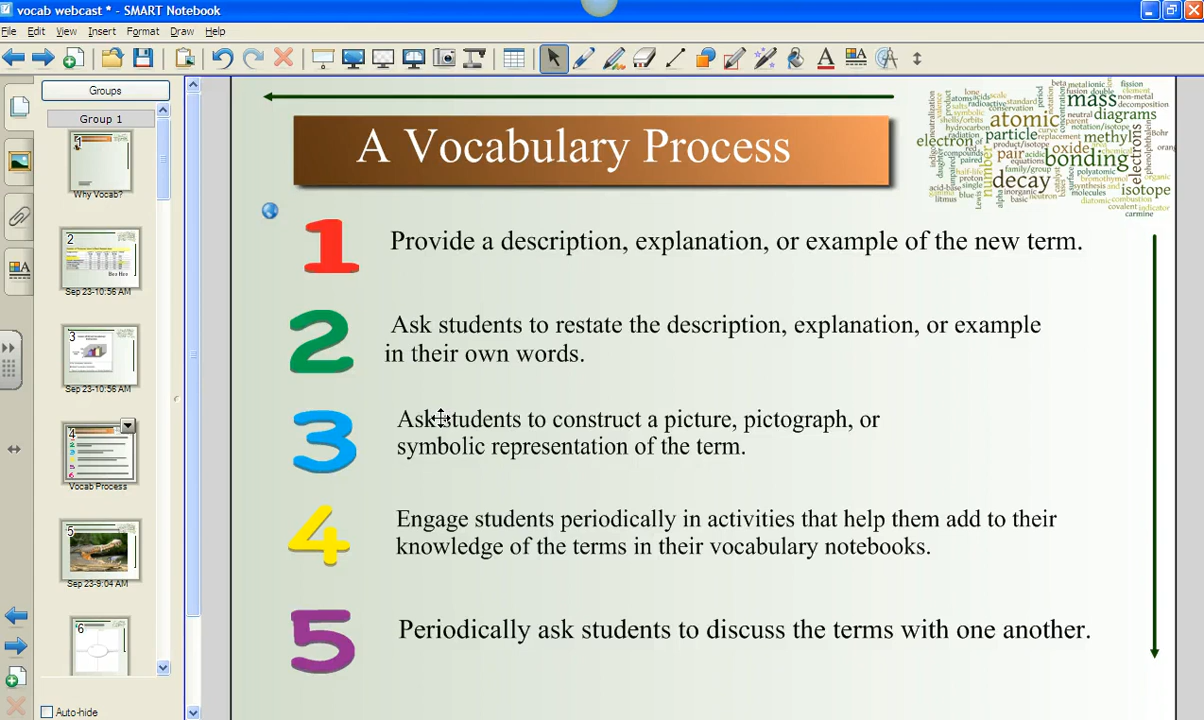 vocab webcast * - SMART Notebook
File Edit View Insert Format Draw Help
Groups
Group 1
1
Why Vocab?
2
Sep 23-10:56 AM
3
Sep 23-10:56 AM
4
Vocab Process
5
Sep 23-9:04 AM
6
Auto-hide
A Vocabulary Process
mass
atomic
diagrams
particle
electron
methyl
oxide
pair
bonding
number
decay
electrons
isotope
1 Provide a description, explanation, or example of the new term.
2 Ask students to restate the description, explanation, or example
in their own words.
3 Ask students to construct a picture, pictograph, or
symbolic representation of the term.
4 Engage students periodically in activities that help them add to their
knowledge of the terms in their vocabulary notebooks.
5 Periodically ask students to discuss the terms with one another.